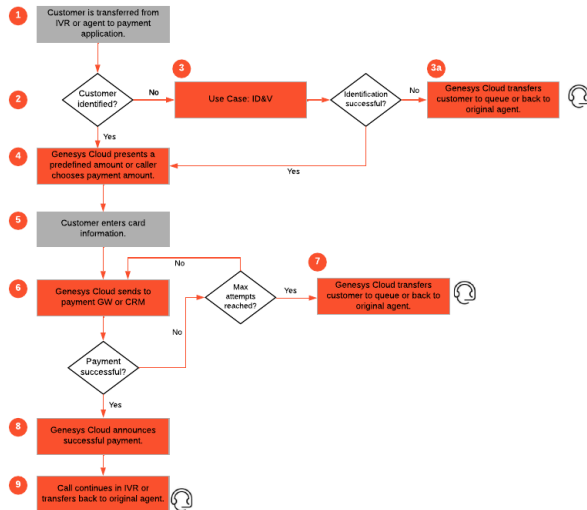 1
Customer is transferred from
IVR or agent to payment
application.
2
Customer
identified?
No
3
Use Case: ID&V
Identification
successful?
No
3a
Genesys Cloud transfers
customer to queue or back to
original agent.
Yes
Yes
4
Genesys Cloud presents a
predefined amount or caller
chooses payment amount.
5
Customer enters card
information.
No
6
Genesys Cloud sends to
payment GW or CRM
Max
attempts
reached?
Yes
7
Genesys Cloud transfers
customer to queue or back to
original agent.
No
Payment
successful?
Yes
8
Genesys Cloud announces
successful payment.
9
Call continues in IVR or
transfers back to original agent.